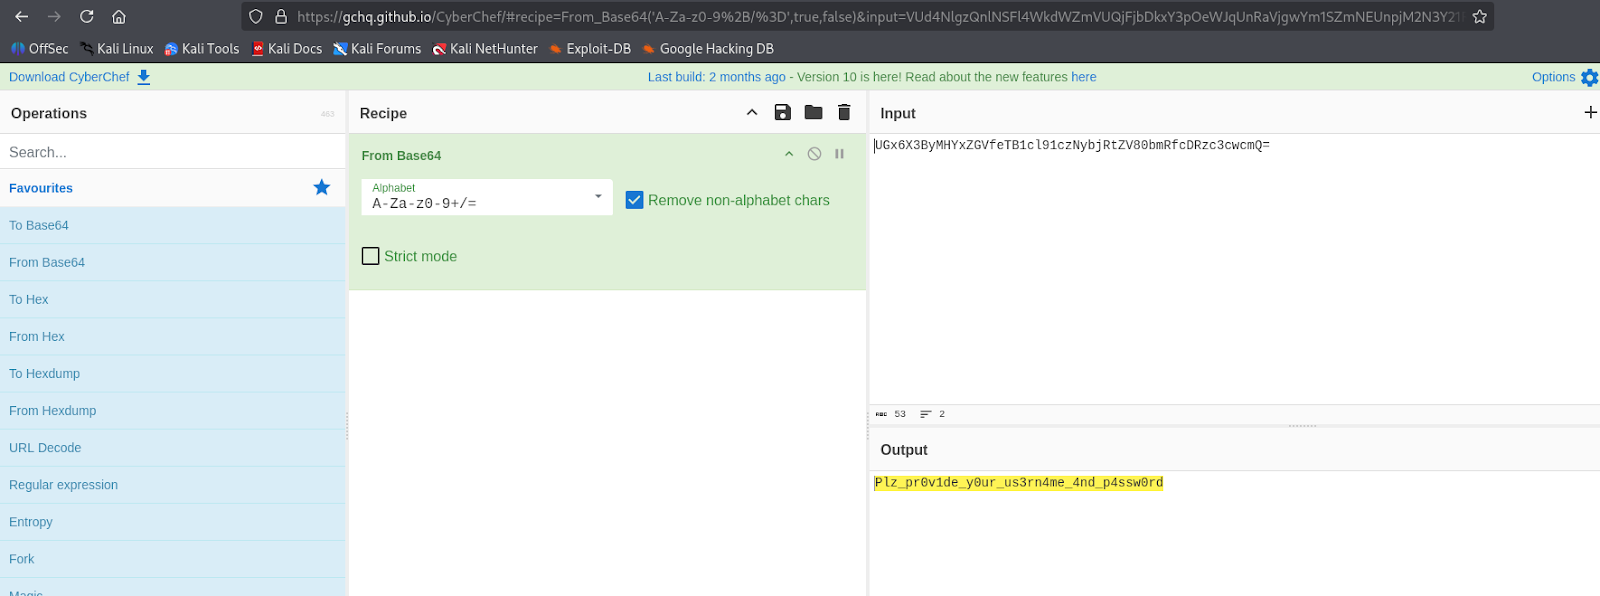 https://gchq.github.io/CyberChef/#recipe=From_Base64('A-Za-z0-9%2B/%3D',true,false)&input=
OffSec Kali Linux Kali Tools Kali Docs Kali Forums Kali NetHunter Exploit-DB Google Hacking DB
Download CyberChef
Last build: 2 months ago - Version 10 is here! Read about the new features here
Options
Operations
463
Recipe
Input
Search...
Favourites
To Base64
From Base64
To Hex
From Hex
To Hexdump
From Hexdump
URL Decode
Regular expression
Entropy
Fork
Magic
From Base64
Alphabet
A-Za-z0-9+/=
Remove non-alphabet chars
Strict mode
UGx6X3ByMHYxZGVfeTB1cl91czNybjRtZV80bmRfcDRzc3cwcmQ=
53 2
Output
Plz_pr0v1de_y0ur_us3rn4me_4nd_p4ssw0rd